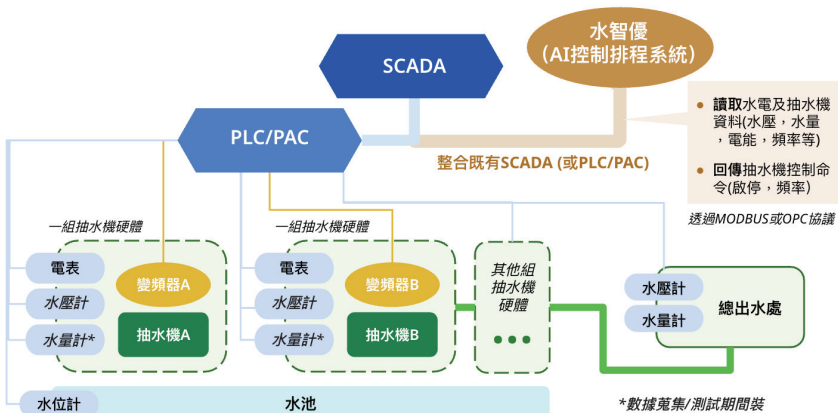 水智優
（AI控制排程系統）
SCADA
PLC/PAC
整合既有SCADA (或PLC/PAC)
• 讀取水電及抽水機
資料(水壓，水量
，電能，頻率等)
• 回傳抽水機控制命
令(啟停，頻率）
透過MODBUS或OPC協議
一組抽水機硬體
電表
水壓計
水量計*
變頻器A
抽水機A
一組抽水機硬體
電表
水壓計
水量計*
變頻器B
抽水機B
其他組
抽水機
硬體
水壓計
水量計
總出水處
水位計
水池
*數據蒐集/測試期間裝